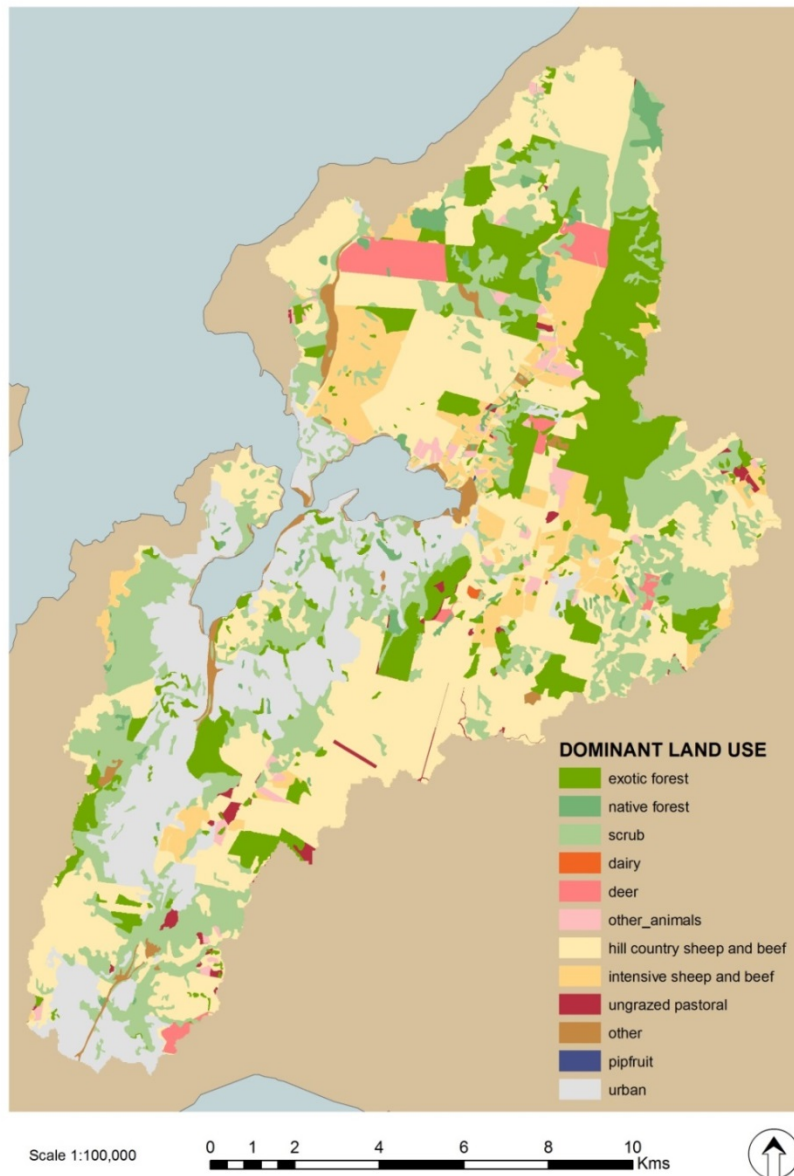 DOMINANT LAND USE
exotic forest
native forest
scrub
dairy
deer
other_animals
hill country sheep and beef
intensive sheep and beef
ungrazed pastoral
other
pipfruit
urban
Scale 1:100,000
0 1 2 4 6 8 10
Kms